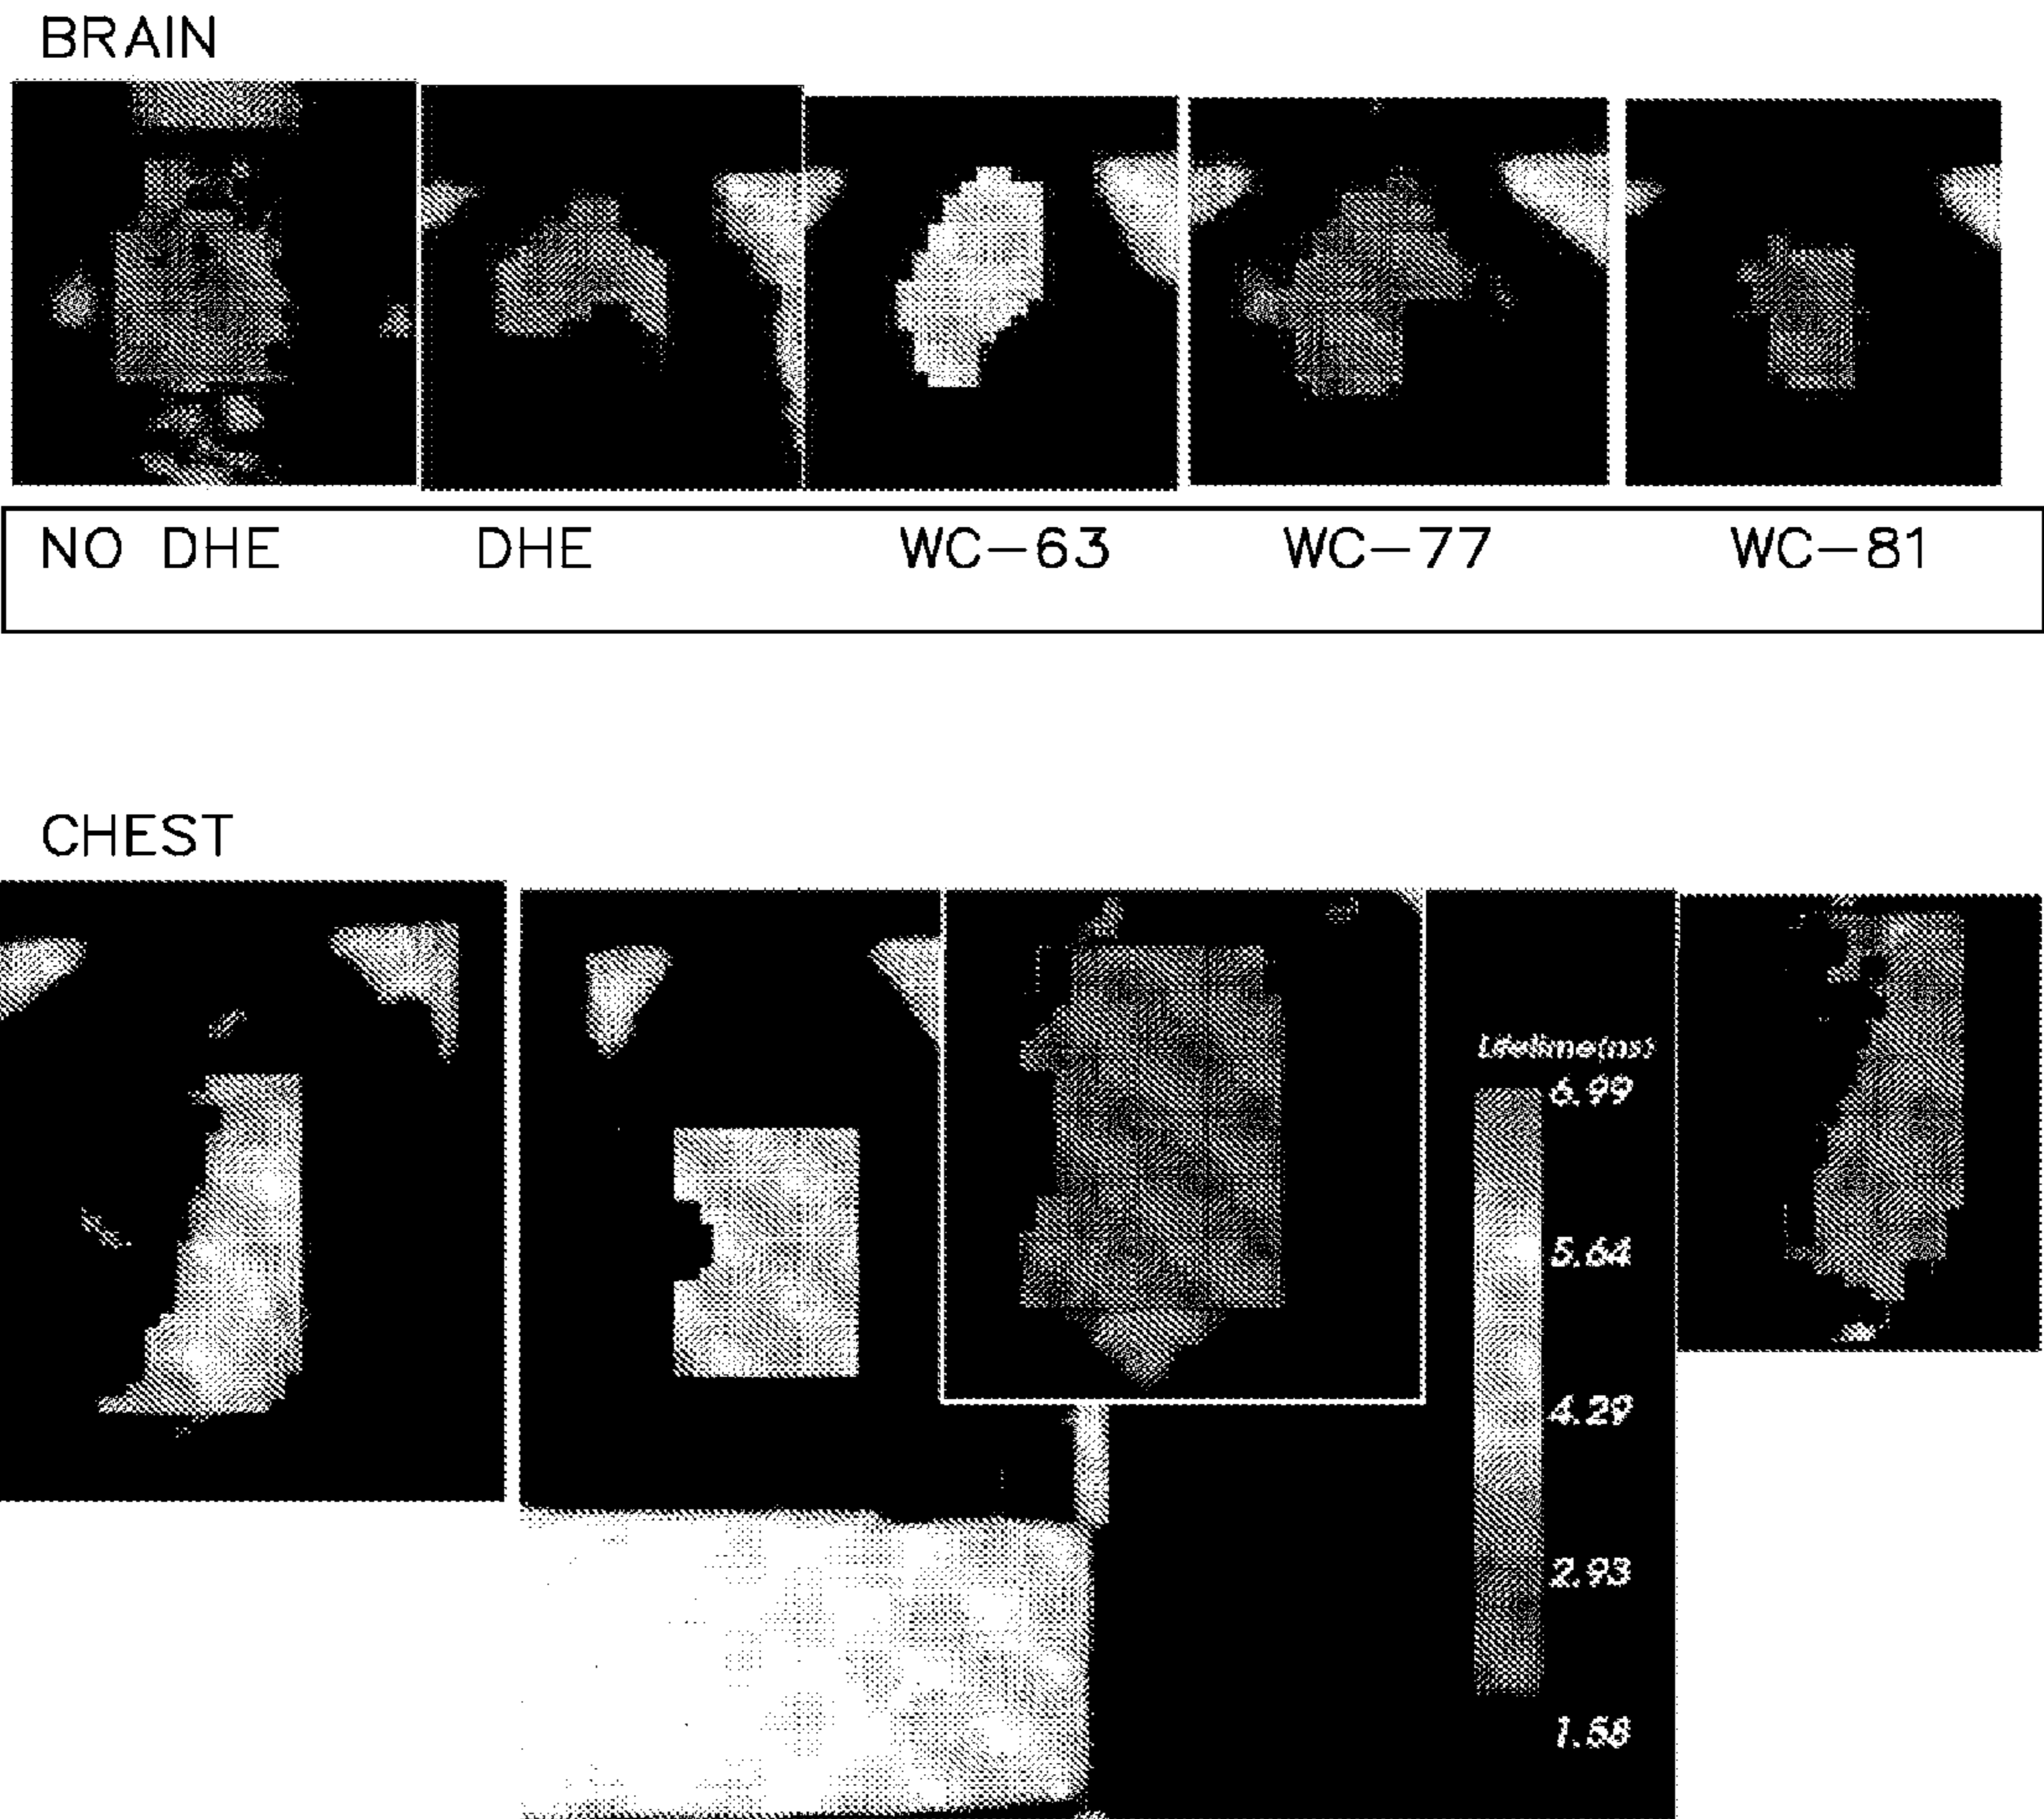 BRAIN
NO DHE DHE WC-63 WC-77 WC-81
CHEST
Lifetime(ns)
6.99
5.64
4.29
2.93
1.58